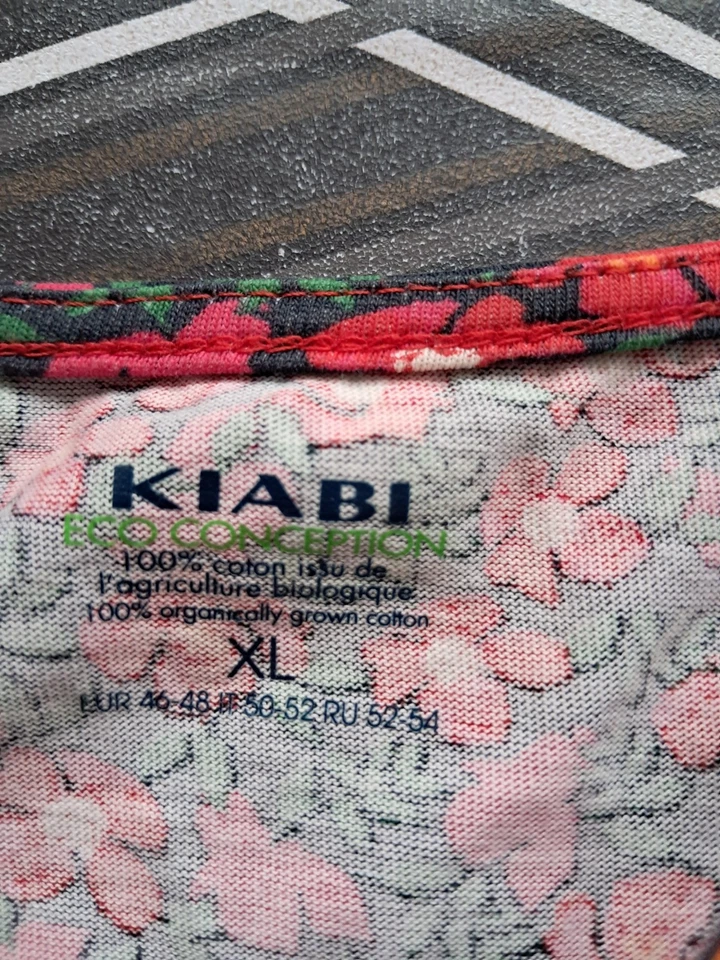 KIABI
ECO CONCEPTION
100% coton issu de
l'agriculture biologique
100% organically grown cotton
XL
EUR 46-48 IT 50-52 RU 52-54